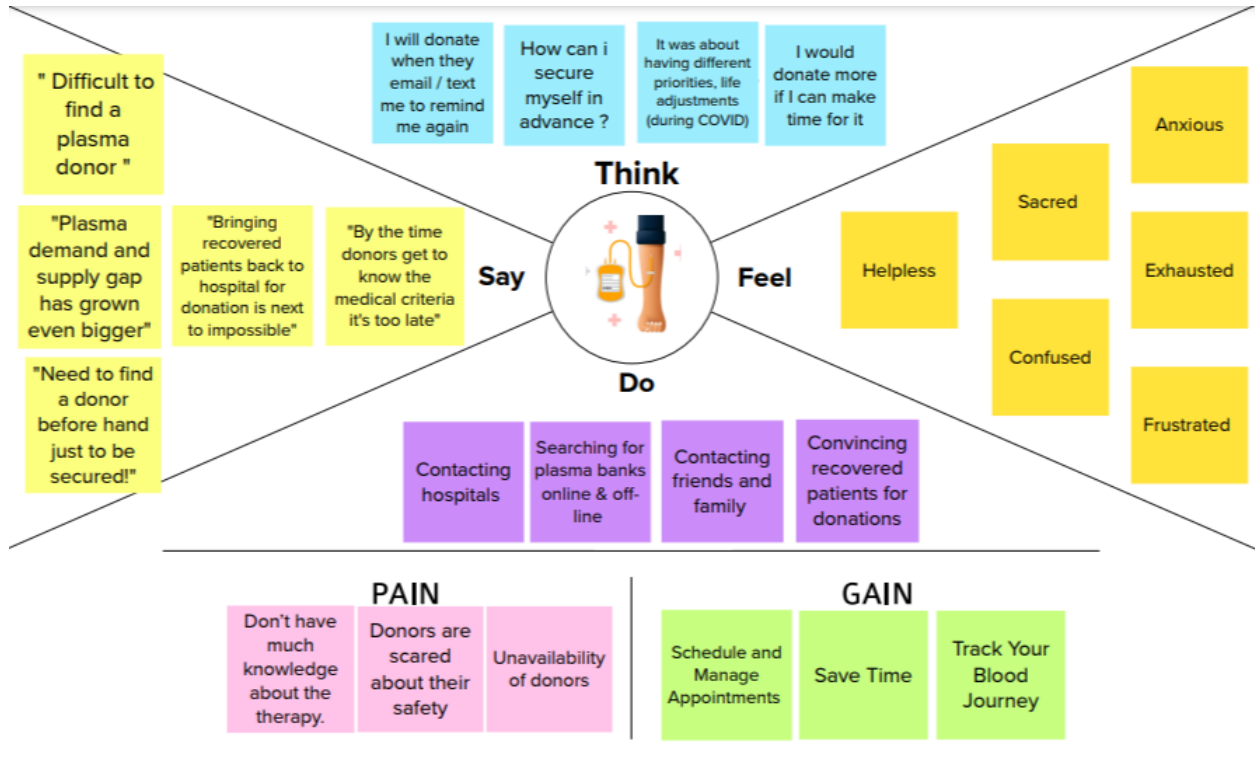 I will donate
when they
email / text
me to remind
me again
How can i
secure
myself in
advance ?
It was about
having different
priorities, life
adjustments
(during COVID)
I would
donate more
if I can make
time for it
Think
" Difficult to
find a
plasma
donor "
"Plasma
demand and
supply gap
has grown
even bigger"
"Bringing
recovered
patients back to
hospital for
donation is next
to impossible"
"By the time
donors get to
know the
medical criteria
it's too late"
"Need to find
a donor
before hand
just to be
secured!"
Say
Feel
Helpless
Sacred
Confused
Anxious
Exhausted
Frustrated
Do
Contacting
hospitals
Searching for
plasma banks
online & off-
line
Contacting
friends and
family
Convincing
recovered
patients for
donations
PAIN
Don't have
much
knowledge
about the
therapy.
Donors are
scared
about their
safety
Unavailability
of donors
GAIN
Schedule and
Manage
Appointments
Save Time
Track Your
Blood
Journey